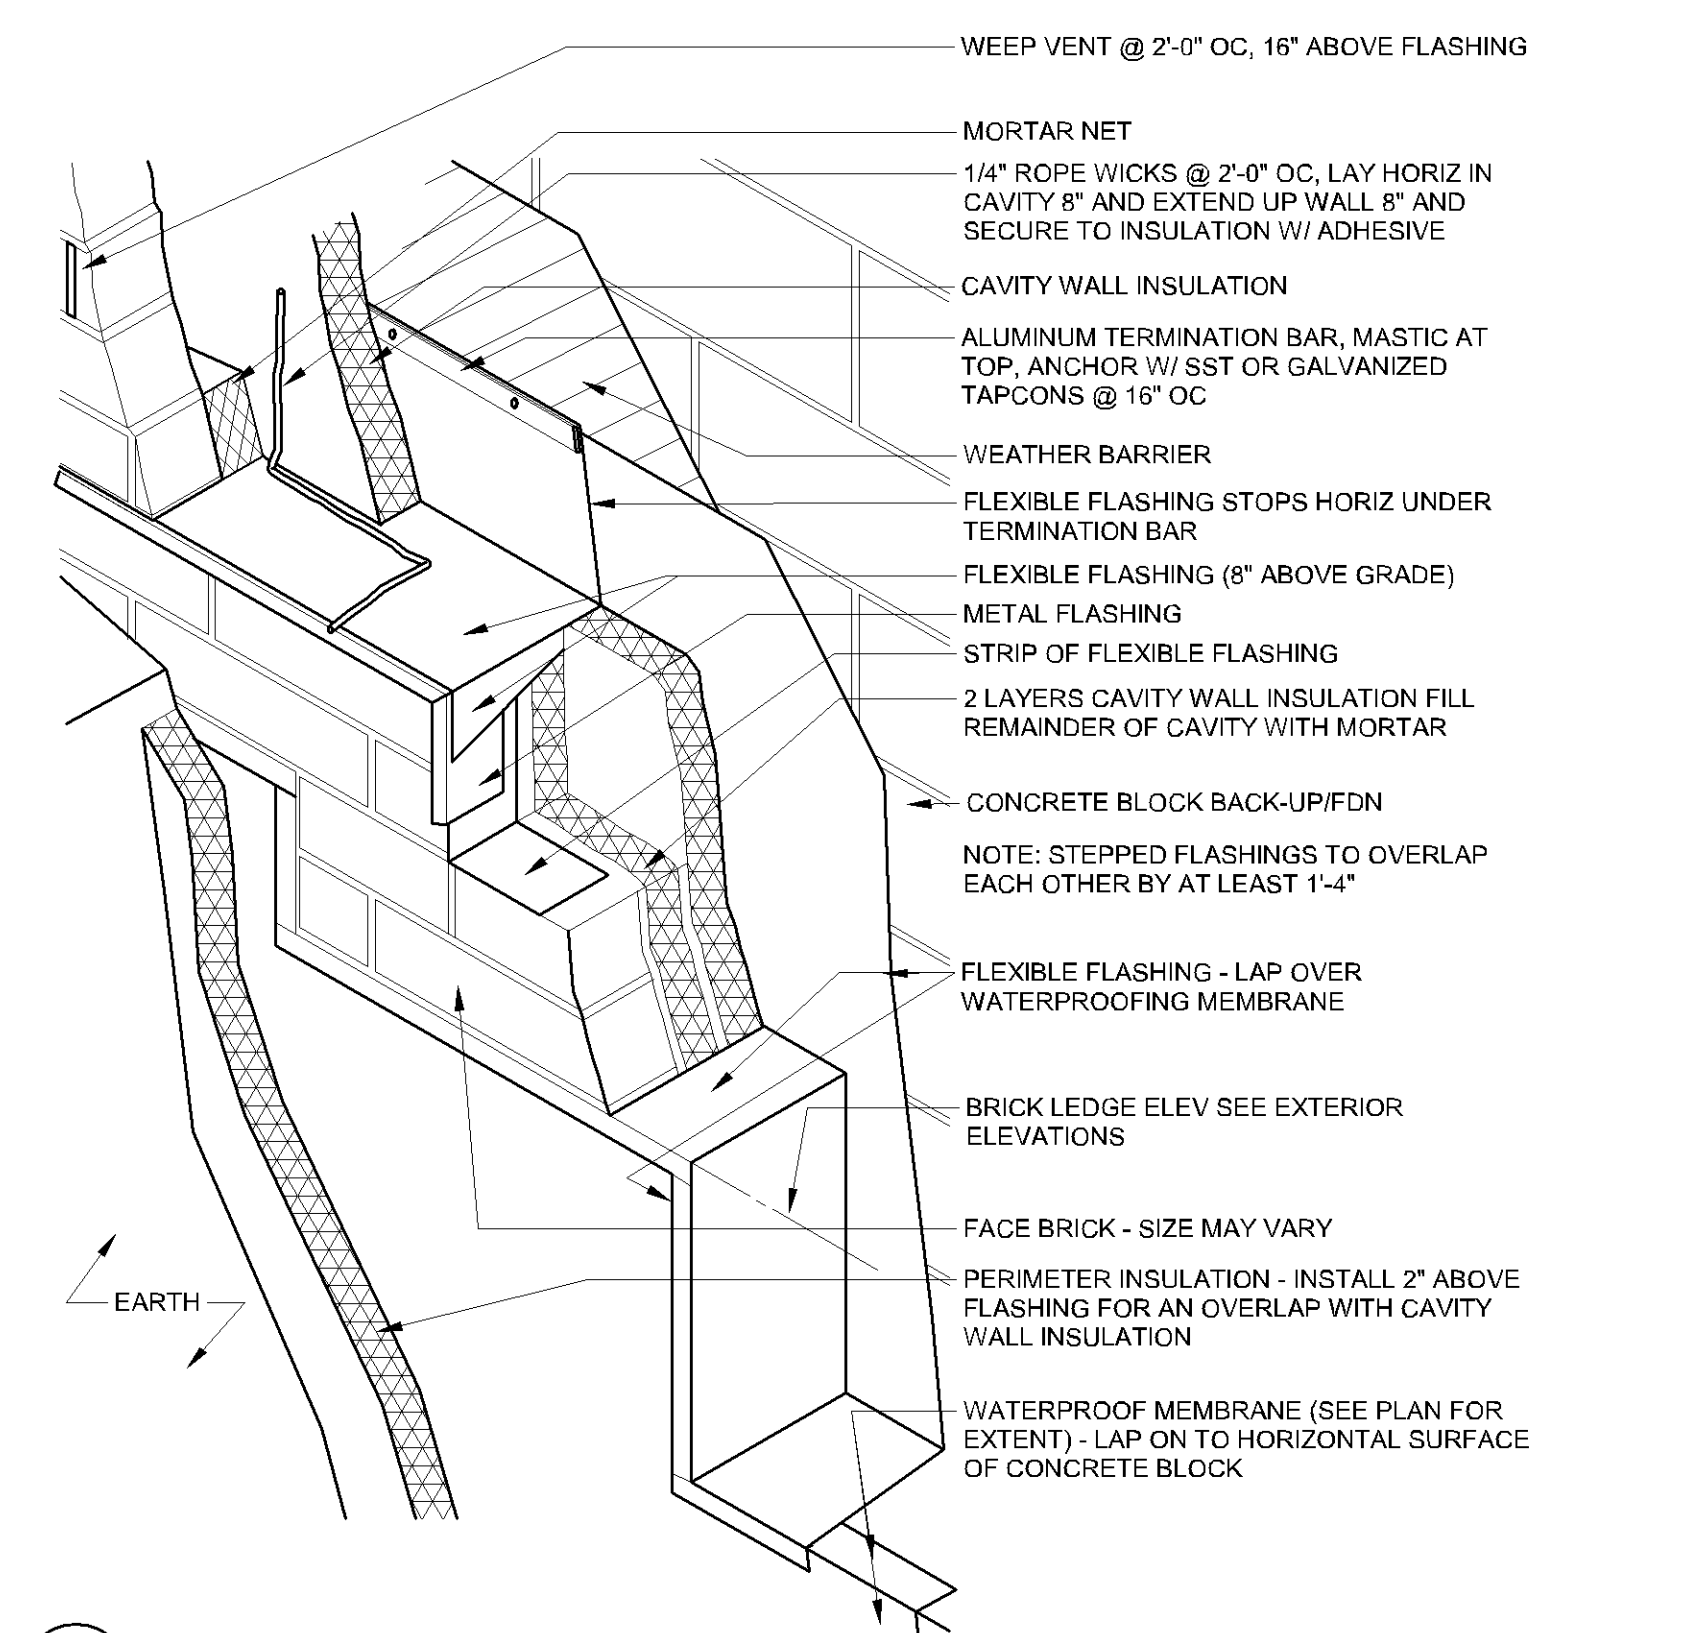 WEEP VENT @ 2'-0" OC, 16" ABOVE FLASHING
MORTAR NET
1/4" ROPE WICKS @ 2'-0" OC, LAY HORIZ IN
CAVITY 8" AND EXTEND UP WALL 8" AND
SECURE TO INSULATION W/ ADHESIVE
CAVITY WALL INSULATION
ALUMINUM TERMINATION BAR, MASTIC AT
TOP, ANCHOR W/ SST OR GALVANIZED
TAPCONS @ 16" OC
WEATHER BARRIER
FLEXIBLE FLASHING STOPS HORIZ UNDER
TERMINATION BAR
FLEXIBLE FLASHING (8" ABOVE GRADE)
METAL FLASHING
STRIP OF FLEXIBLE FLASHING
2 LAYERS CAVITY WALL INSULATION FILL
REMAINDER OF CAVITY WITH MORTAR
CONCRETE BLOCK BACK-UP/FDN
NOTE: STEPPED FLASHINGS TO OVERLAP
EACH OTHER BY AT LEAST 1'-4"
FLEXIBLE FLASHING - LAP OVER
WATERPROOFING MEMBRANE
BRICK LEDGE ELEV SEE EXTERIOR
ELEVATIONS
FACE BRICK - SIZE MAY VARY
PERIMETER INSULATION - INSTALL 2" ABOVE
FLASHING FOR AN OVERLAP WITH CAVITY
WALL INSULATION
EARTH
WATERPROOF MEMBRANE (SEE PLAN FOR
EXTENT) - LAP ON TO HORIZONTAL SURFACE
OF CONCRETE BLOCK